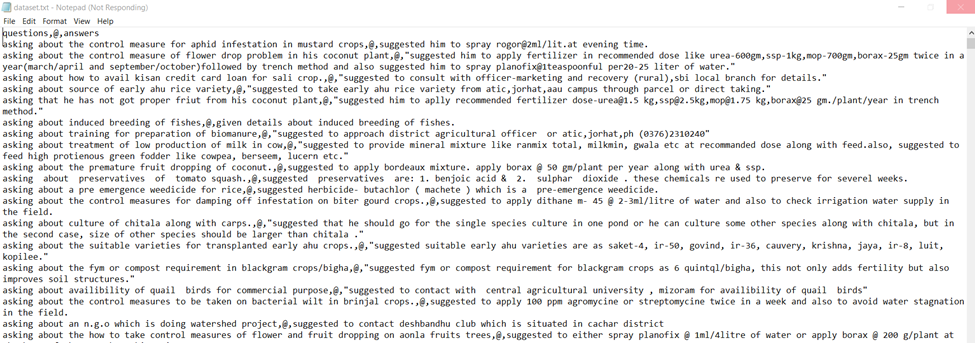 dataset.txt - Notepad (Not Responding)
File Edit Format View Help
questions,@,answers
asking about the control measure for aphid infestation in mustard crops,@,suggested him to spray rogor@2ml/lit.at evening time.
asking about the control measure of flower drop problem in his coconut plant,@,"suggested him to apply fertilizer in recommended dose like urea-600gm,ssp-1kg,mop-700gm,borax-25gm twice in a
year(march/april and september/october)followed by trench method and also suggested him to spray planofix@1teaspoonful per20-25 liter of water."
asking about how to avail kisan credit card loan for sali crop.,@,"suggested to consult with officer-marketing and recovery (rural),sbi local branch for details."
asking about source of early ahu rice variety,@,"suggested to take early ahu rice variety from atic,jorhat,aau campus through parcel or direct taking."
asking that he has not got proper friut from his coconut plant,@,"suggested him to aplly recommended fertilizer dose-urea@1.5 kg,ssp@2.5kg,mop@1.75 kg,borax@25 gm./plant/year in trench
method."
asking about induced breeding of fishes,@,given details about induced breeding of fishes.
asking about training for preparation of biomanure,@,"suggested to approach district agricultural officer  or atic,jorhat,ph (0376)2310240"
asking about treatment of low production of milk in cow,@,"suggested to provide mineral mixture like ranmix total, milkmin, gwala etc at recommanded dose along with feed.also, suggested to
feed high protienous green fodder like cowpea, berseem, lucern etc."
asking about the premature fruit dropping of coconut.,@,suggested to apply bordeaux mixture. apply borax @ 50 gm/plant per year along with urea & ssp.
asking  about  preservatives  of  tomato squash.,@,suggested  preservatives  are: 1. benjoic acid &  2.  sulphar  dioxide . these chemicals re used to preserve for severel weeks.
asking about a pre emergence weedicide for rice,@,suggested herbicide- butachlor ( machete ) which is a  pre-emergence weedicide.
asking about the control measures for damping off infestation on biter gourd crops.,@,suggested to apply dithane m- 45 @ 2-3ml/litre of water and also to check irrigation water supply in
the field.
asking about culture of chitala along with carps.,@,"suggested that he should go for the single species culture in one pond or he can culture some other species along with chitala, but in
the second case, size of other species should be larger than chitala ."
asking about the suitable varieties for transplanted early ahu crops.,@,"suggested suitable early ahu varieties are as saket-4, ir-50, govind, ir-36, cauvery, krishna, jaya, ir-8, luit,
kopilee."
asking about the fym or compost requirement in blackgram crops/bigha,@,"suggested fym or compost requirement for blackgram crops as 6 quintql/bigha, this not only adds fertility but also
improves soil structures."
asking about availibility of quail  birds for commercial purpose,@,"suggested to contact with  central agricultural university , mizoram for availibility of quail  birds"
asking about the control measures to be taken on bacterial wilt in brinjal crops.,@,suggested to apply 100 ppm agromycine or streptomycine twice in a week and also to avoid water stagnation
in the field.
asking about an n.g.o which is doing watershed project,@,suggested to contact deshbandhu club which is situated in cachar district
asking about the how to take control measures of flower and fruit dropping on aonla fruits trees,@,suggested to either spray planofix @ 1ml/4litre of water or apply borax @ 200 g/plant at